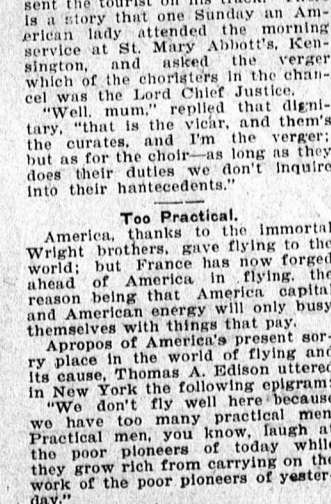 sent the tourist on his track.
is a story that one Sunday an Am-
erican lady attended the morning
service at St. Mary Abbott's, Ken-
sington, and asked the verger
which of the choristers in the chan-
cel was the Lord Chief Justice.
"Well, mum," replied that digni-
tary, "that is the vicar, and them's
the curates, and I'm the verger;
but as for the choir—as long as they
does their duties we don't inquire
into their hantecedents."
Too Practical.
America, thanks to the immortal
Wright brothers, gave flying to the
world; but France has now forged
ahead of America in flying, the
reason being that America capital
and American energy will only busy
themselves with things that pay.
Apropos of America's present sor-
ry place in the world of flying and
its cause, Thomas A. Edison uttered
in New York the following epigram:
"We don't fly well here because
we have too many practical men
Practical men, you know, laugh at
the poor pioneers of today while
they grow rich from carrying on the
work of the poor pioneers of yester-
day."